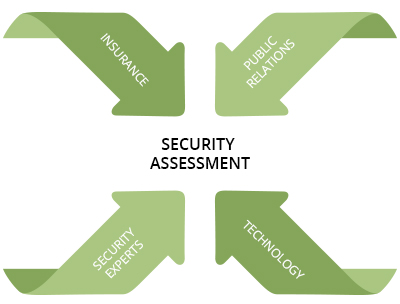 INSURANCE
PUBLIC
RELATIONS
SECURITY
ASSESSMENT
SECURITY
EXPERTS
TECHNOLOGY